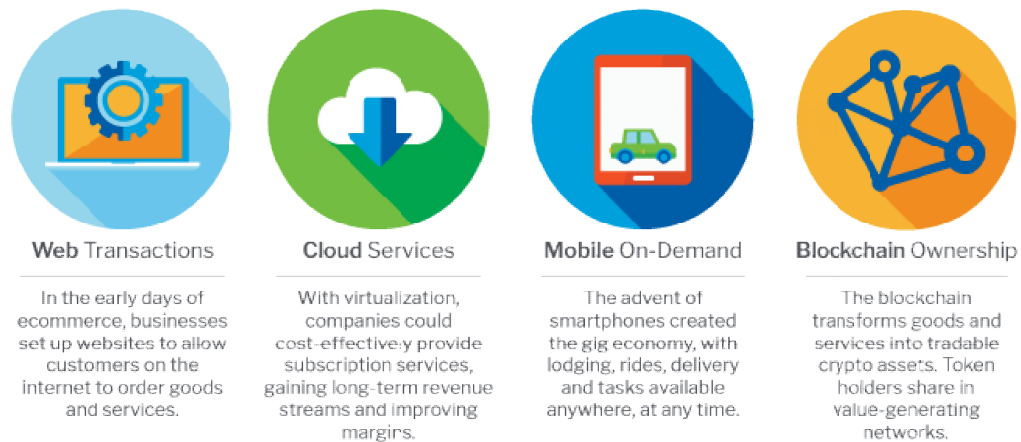 Web Transactions
In the early days of
ecommerce, businesses
set up websites to allow
customers on the
internet to order goods
and services.
Cloud Services
With virtualization,
companies could
cost-effectively provide
subscription services,
gaining long-term revenue
streams and improving
margins.
Mobile On-Demand
The advent of
smartphones created
the gig economy, with
lodging, rides, delivery
and tasks available
anywhere, at any time.
Blockchain Ownership
The blockchain
transforms goods and
services into tradable
crypto assets. Token
holders share in
value-generating
networks.